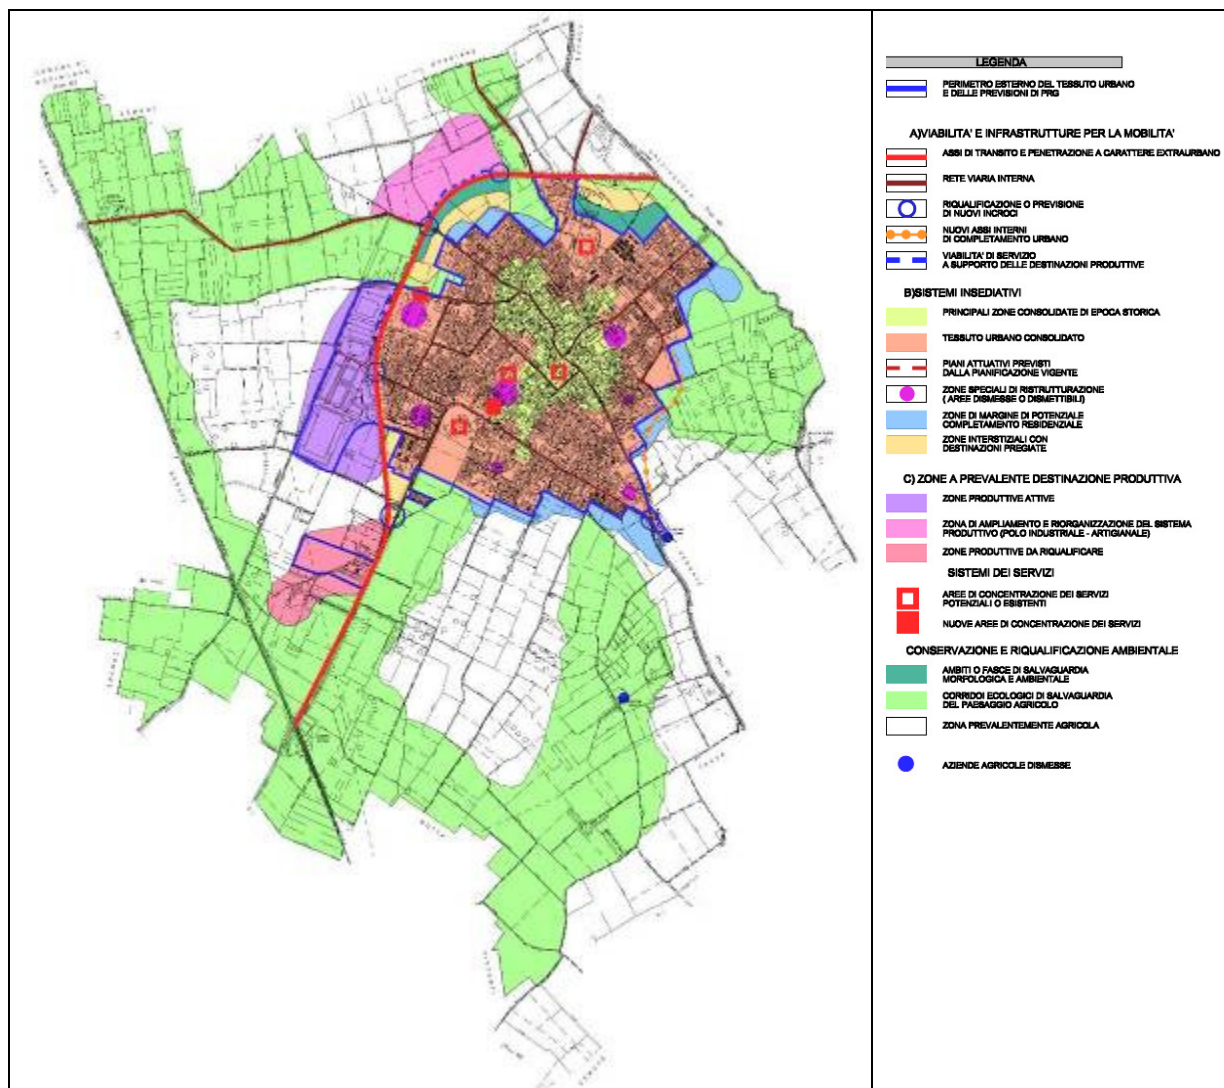 LEGENDA
PERIMETRO ESTERNO DEL TESSUTO URBANO
E DELLE PREVISIONI DI PRG
A)VIABILITA' E INFRASTRUTTURE PER LA MOBILITA'
ASSI DI TRANSITO E PENETRAZIONE A CARATTERE EXTRAURBANO
RETE VIARIA INTERNA
RIQUALIFICAZIONE O PREVISIONE
DI NUOVI INCROCI
NUOVI ASSI INTERNI
DI COMPLETAMENTO URBANO
VIABILITA' DI SERVIZIO
A SUPPORTO DELLE DESTINAZIONI PRODUTTIVE
B)SISTEMI INSEDIATIVI
PRINCIPALI ZONE CONSOLIDATE DI EPOCA STORICA
TESSUTO URBANO CONSOLIDATO
PIANI ATTUATIVI PREVISTI
DALLA PIANIFICAZIONE VIGENTE
ZONE SPECIALI DI RISTRUTTURAZIONE
( AREE DISMESSE O DISMETTIBILI)
ZONE DI MARGINE DI POTENZIALE
COMPLETAMENTO RESIDENZIALE
ZONE INTERSTIZIALI CON
DESTINAZIONI PREGIATE
C) ZONE A PREVALENTE DESTINAZIONE PRODUTTIVA
ZONE PRODUTTIVE ATTIVE
ZONA DI AMPLIAMENTO E RIORGANIZZAZIONE DEL SISTEMA
PRODUTTIVO (POLO INDUSTRIALE - ARTIGIANALE)
ZONE PRODUTTIVE DA RIQUALIFICARE
SISTEMI DEI SERVIZI
AREE DI CONCENTRAZIONE DEI SERVIZI
POTENZIALI O ESISTENTI
NUOVE AREE DI CONCENTRAZIONE DEI SERVIZI
CONSERVAZIONE E RIQUALIFICAZIONE AMBIENTALE
AMBITI O FASCE DI SALVAGUARDIA
MORFOLOGICA E AMBIENTALE
CORRIDOI ECOLOGICI DI SALVAGUARDIA
DEL PAESAGGIO AGRICOLO
ZONA PREVALENTEMENTE AGRICOLA
AZIENDE AGRICOLE DISMESSE